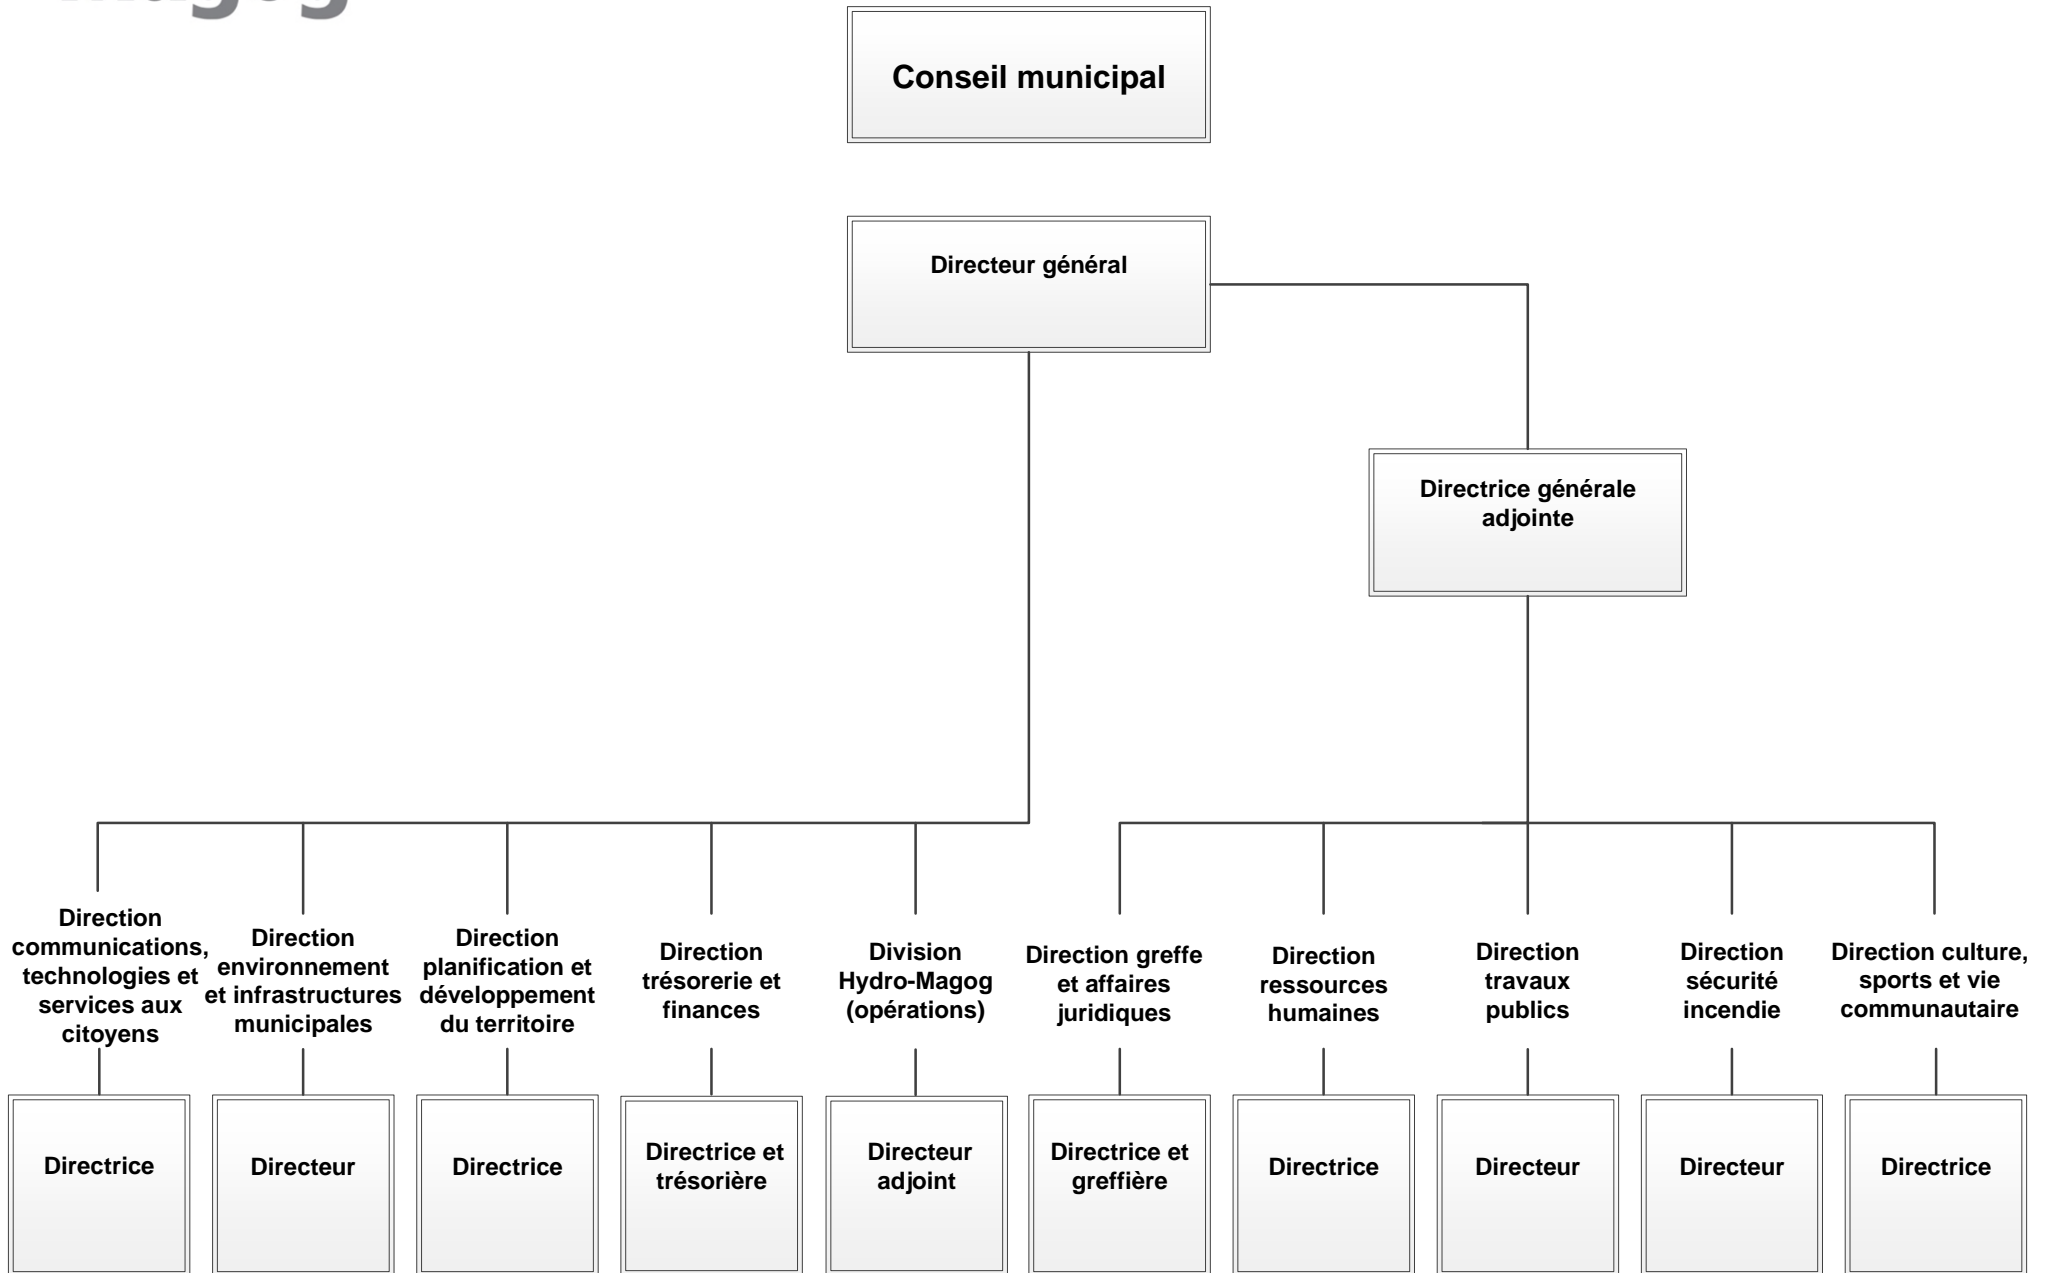 Conseil municipal
Directeur général
Directrice générale
adjointe
Direction
communications,
technologies et
services aux
citoyens
Direction
environnement
et infrastructures
municipales
Direction
planification et
développement
du territoire
Direction
trésorerie et
finances
Division
Hydro-Magog
(opérations)
Direction greffe
et affaires
juridiques
Direction
ressources
humaines
Direction
travaux
publics
Direction
sécurité
incendie
Direction culture,
sports et vie
communautaire
Directrice
Directeur
Directrice
Directrice et
trésorière
Directeur
adjoint
Directrice et
greffière
Directrice
Directeur
Directeur
Directrice